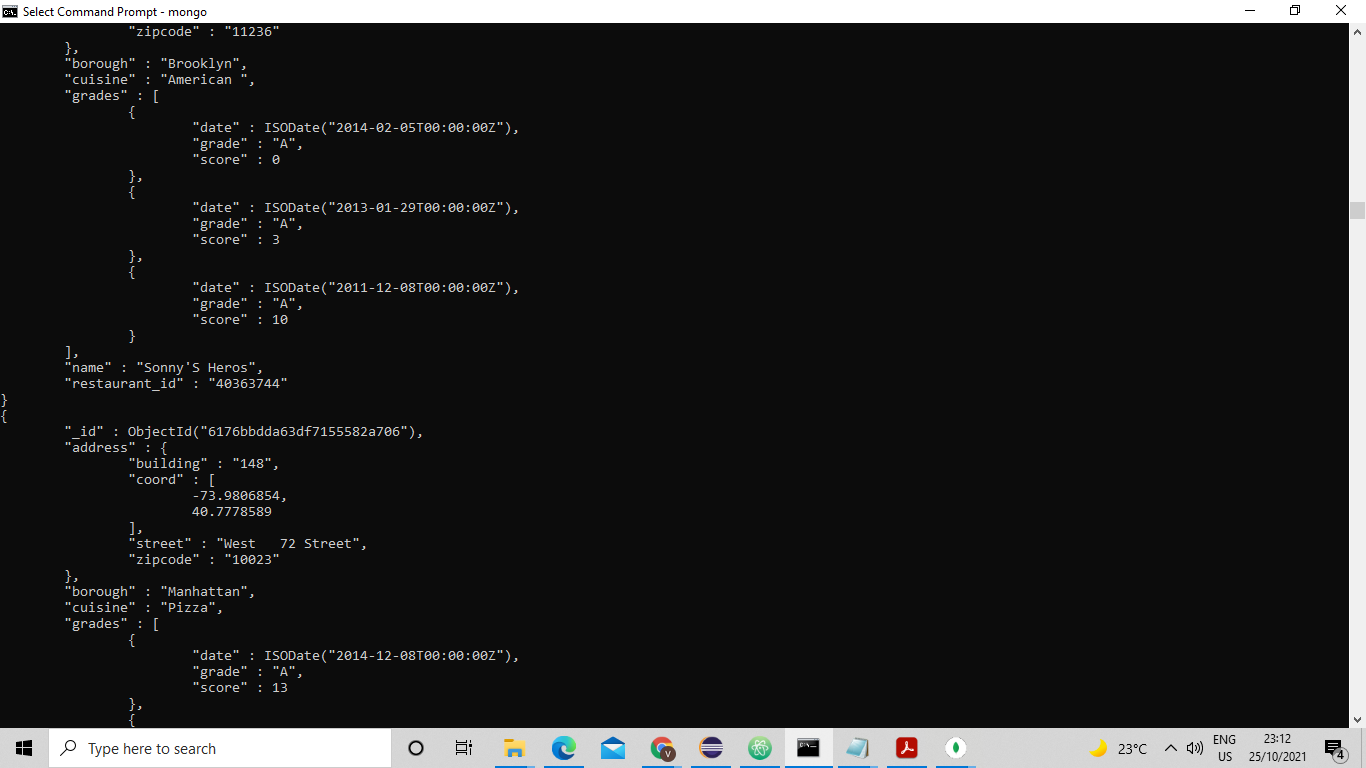 Select Command Prompt - mongo
"zipcode" : "11236"
},
"borough" : "Brooklyn",
"cuisine" : "American ",
"grades" : [
{
"date" : ISODate("2014-02-05T00:00:00Z"),
"grade" : "A",
"score" : 0
},
{
"date" : ISODate("2013-01-29T00:00:00Z"),
"grade" : "A",
"score" : 3
},
{
"date" : ISODate("2011-12-08T00:00:00Z"),
"grade" : "A",
"score" : 10
}
],
"name" : "Sonny'S Heros",
"restaurant_id" : "40363744"
}
{
"_id" : ObjectId("6176bbdda63df7155582a706"),
"address" : {
"building" : "148",
"coord" : [
-73.9806854,
40.7778589
],
"street" : "West   72 Street",
"zipcode" : "10023"
},
"borough" : "Manhattan",
"cuisine" : "Pizza",
"grades" : [
{
"date" : ISODate("2014-12-08T00:00:00Z"),
"grade" : "A",
"score" : 13
},
{
Type here to search
V
23°C
ENG
US
23:12
25/10/2021
4